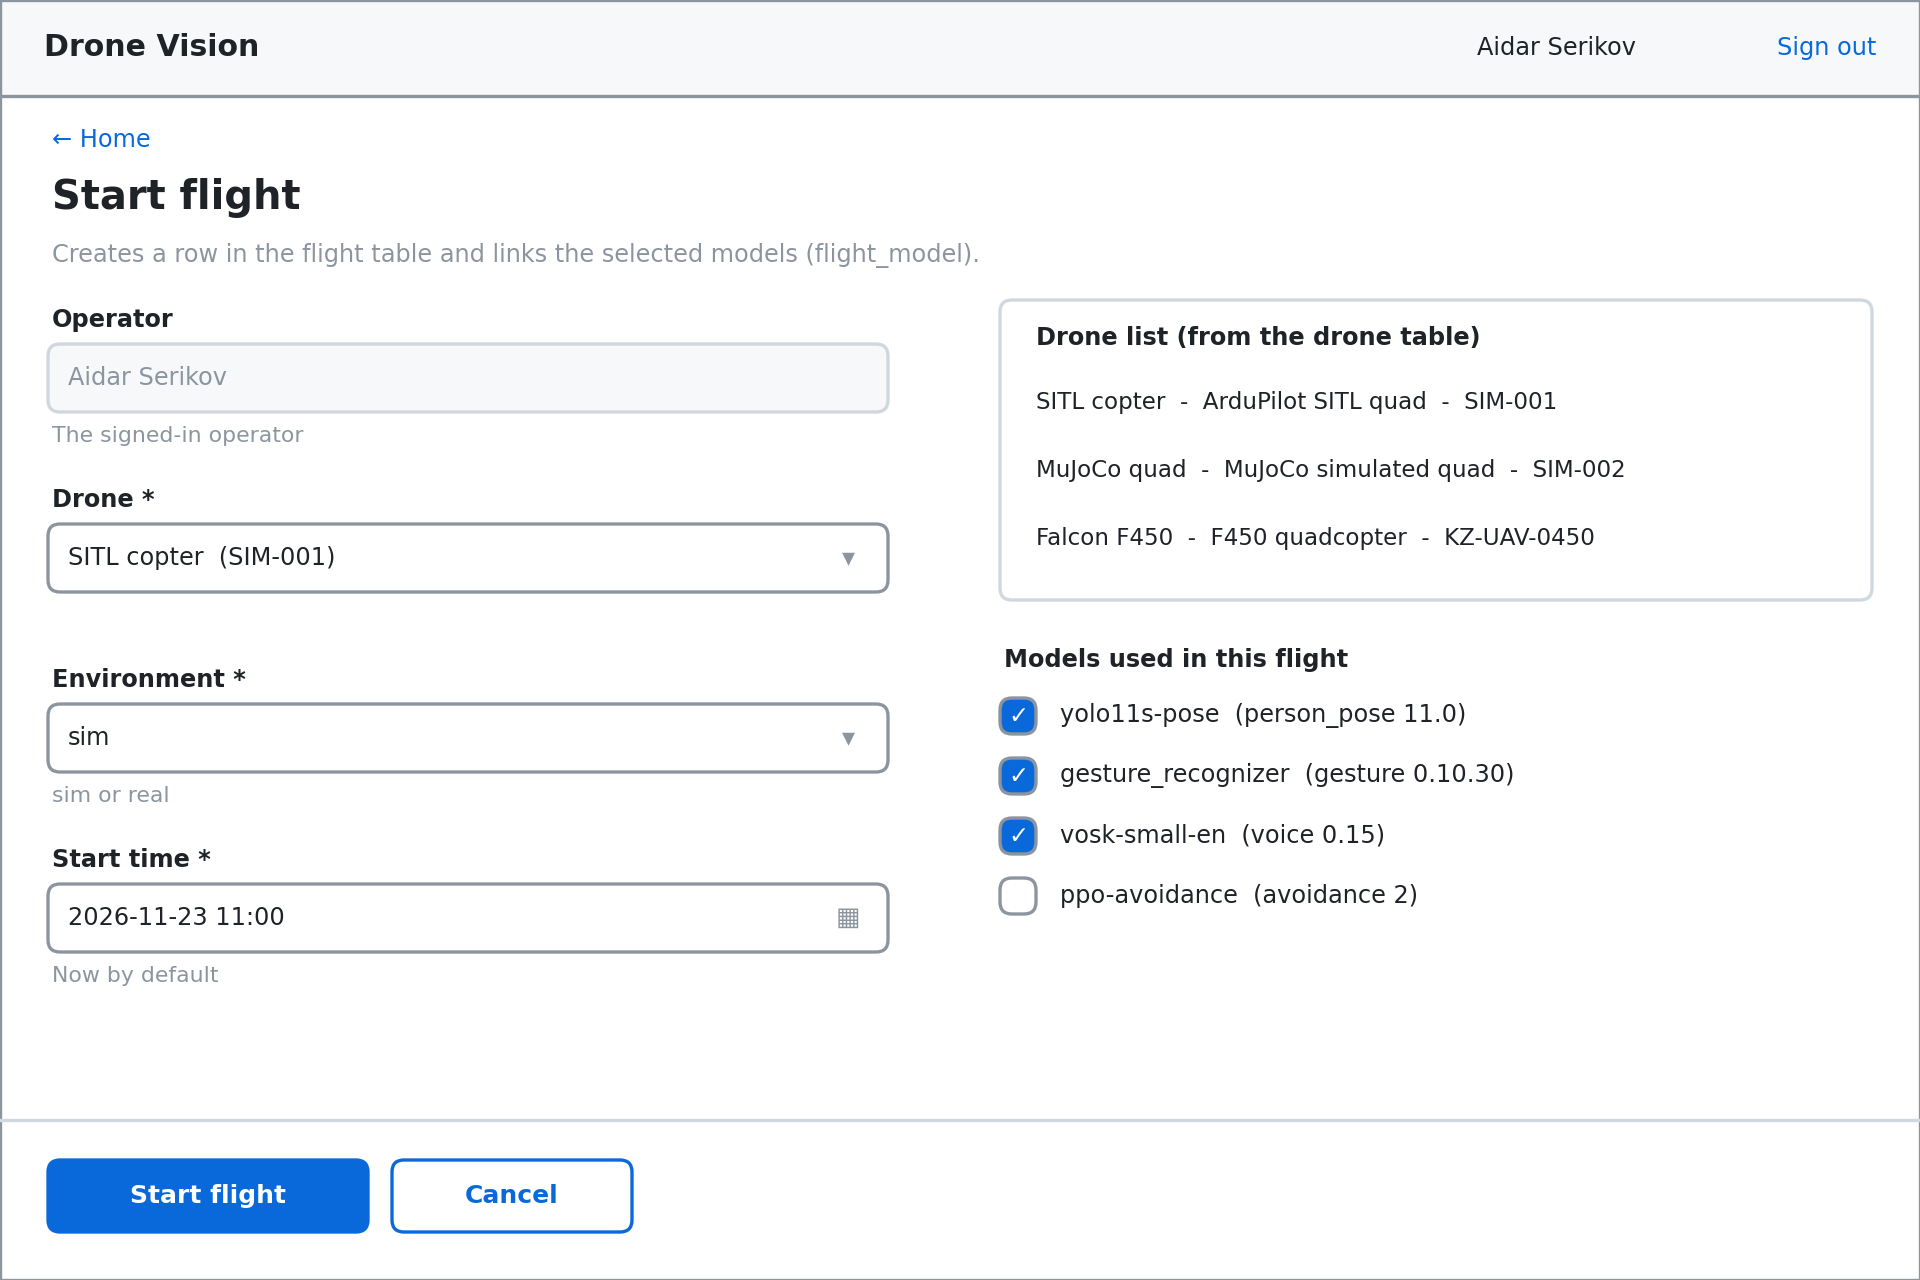 Drone Vision
Aidar Serikov
Sign out
← Home
Start flight
Creates a row in the flight table and links the selected models (flight_model).
Operator
Aidar Serikov
The signed-in operator
Drone *
SITL copter (SIM-001)
Environment *
sim
sim or real
Start time *
2026-11-23 11:00
Now by default
Drone list (from the drone table)
SITL copter - ArduPilot SITL quad - SIM-001
MuJoCo quad - MuJoCo simulated quad - SIM-002
Falcon F450 - F450 quadcopter - KZ-UAV-0450
Models used in this flight
yolo11s-pose (person_pose 11.0)
gesture_recognizer (gesture 0.10.30)
vosk-small-en (voice 0.15)
ppo-avoidance (avoidance 2)
Start flight
Cancel